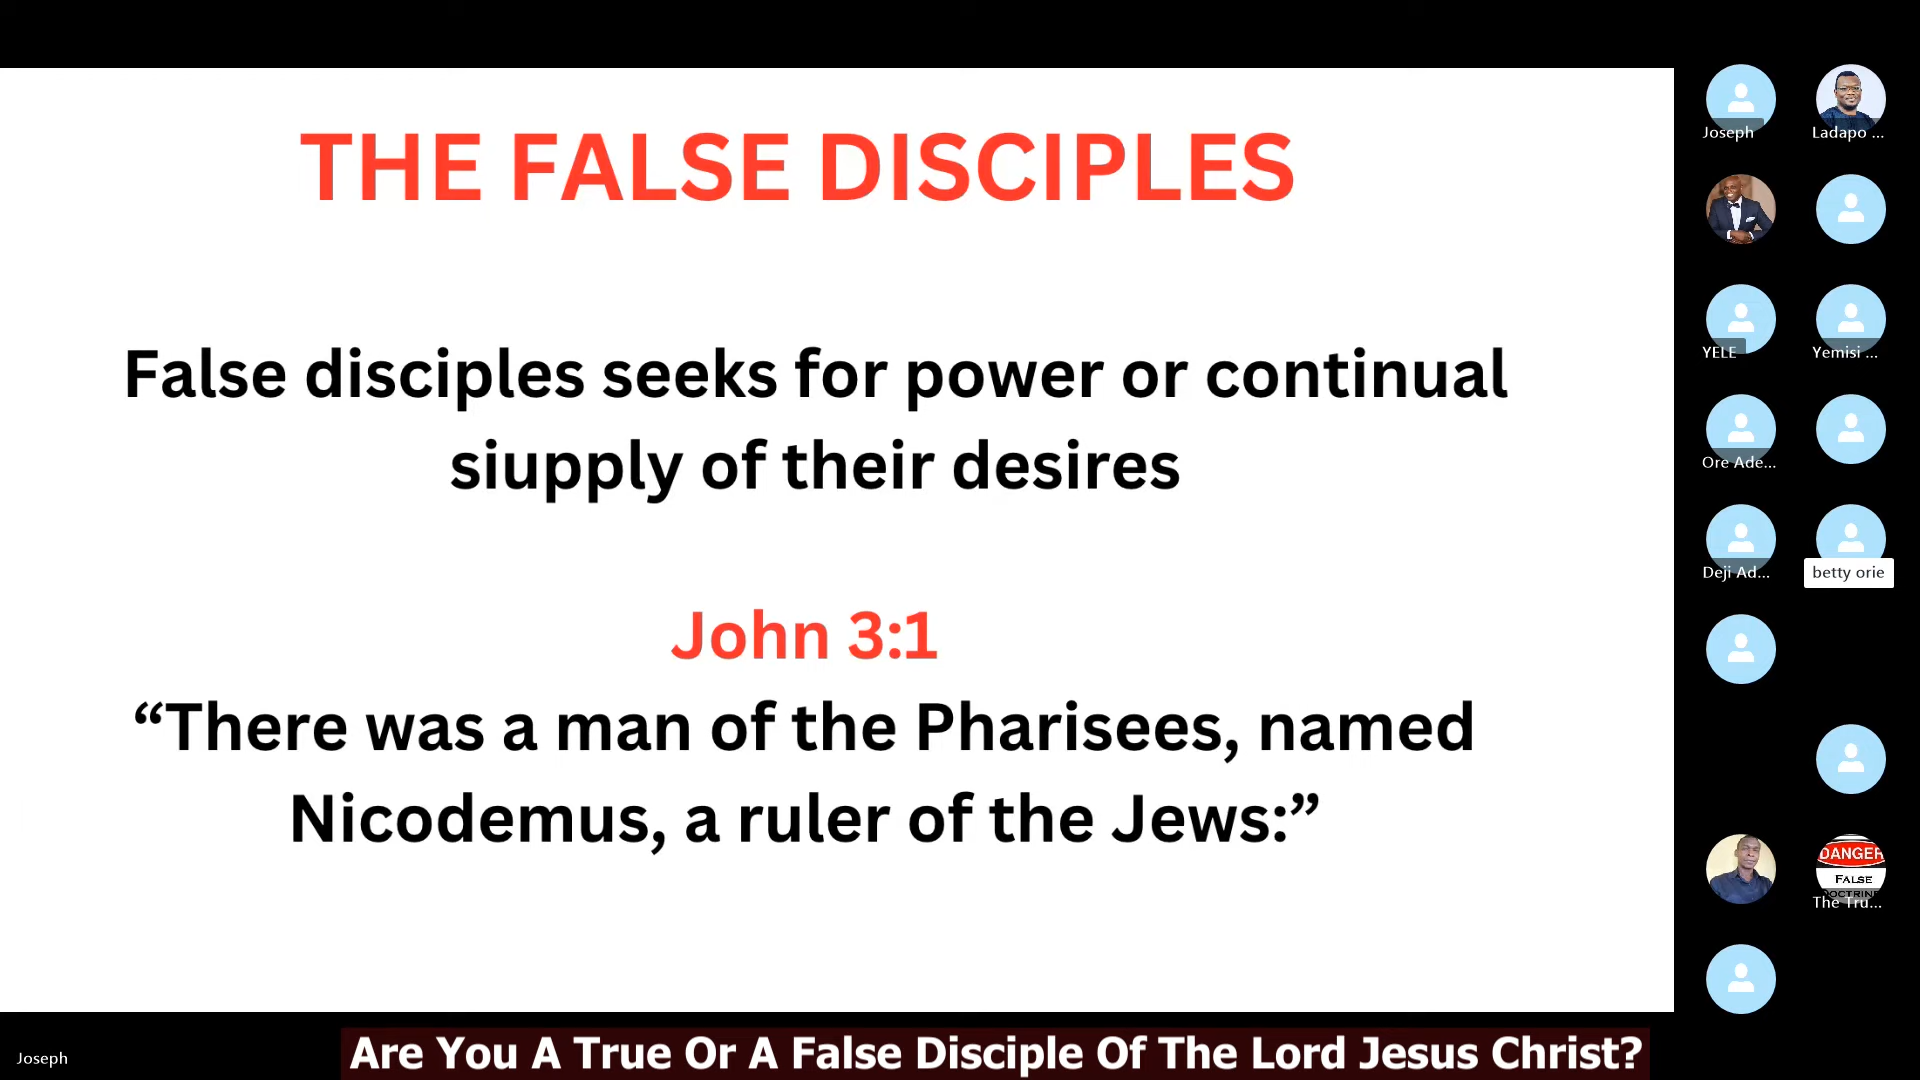 THE FALSE DISCIPLES
False disciples seeks for power or continual
siupply of their desires
John 3:1
“There was a man of the Pharisees, named
Nicodemus, a ruler of the Jews:”
Joseph
Ladapo ...
YELE
Yemisi ...
Ore Ade...
Deji Ad...
betty orie
DANGER
FALSE
DOCTRINE
The Tru...
Joseph
Are You A True Or A False Disciple Of The Lord Jesus Christ?